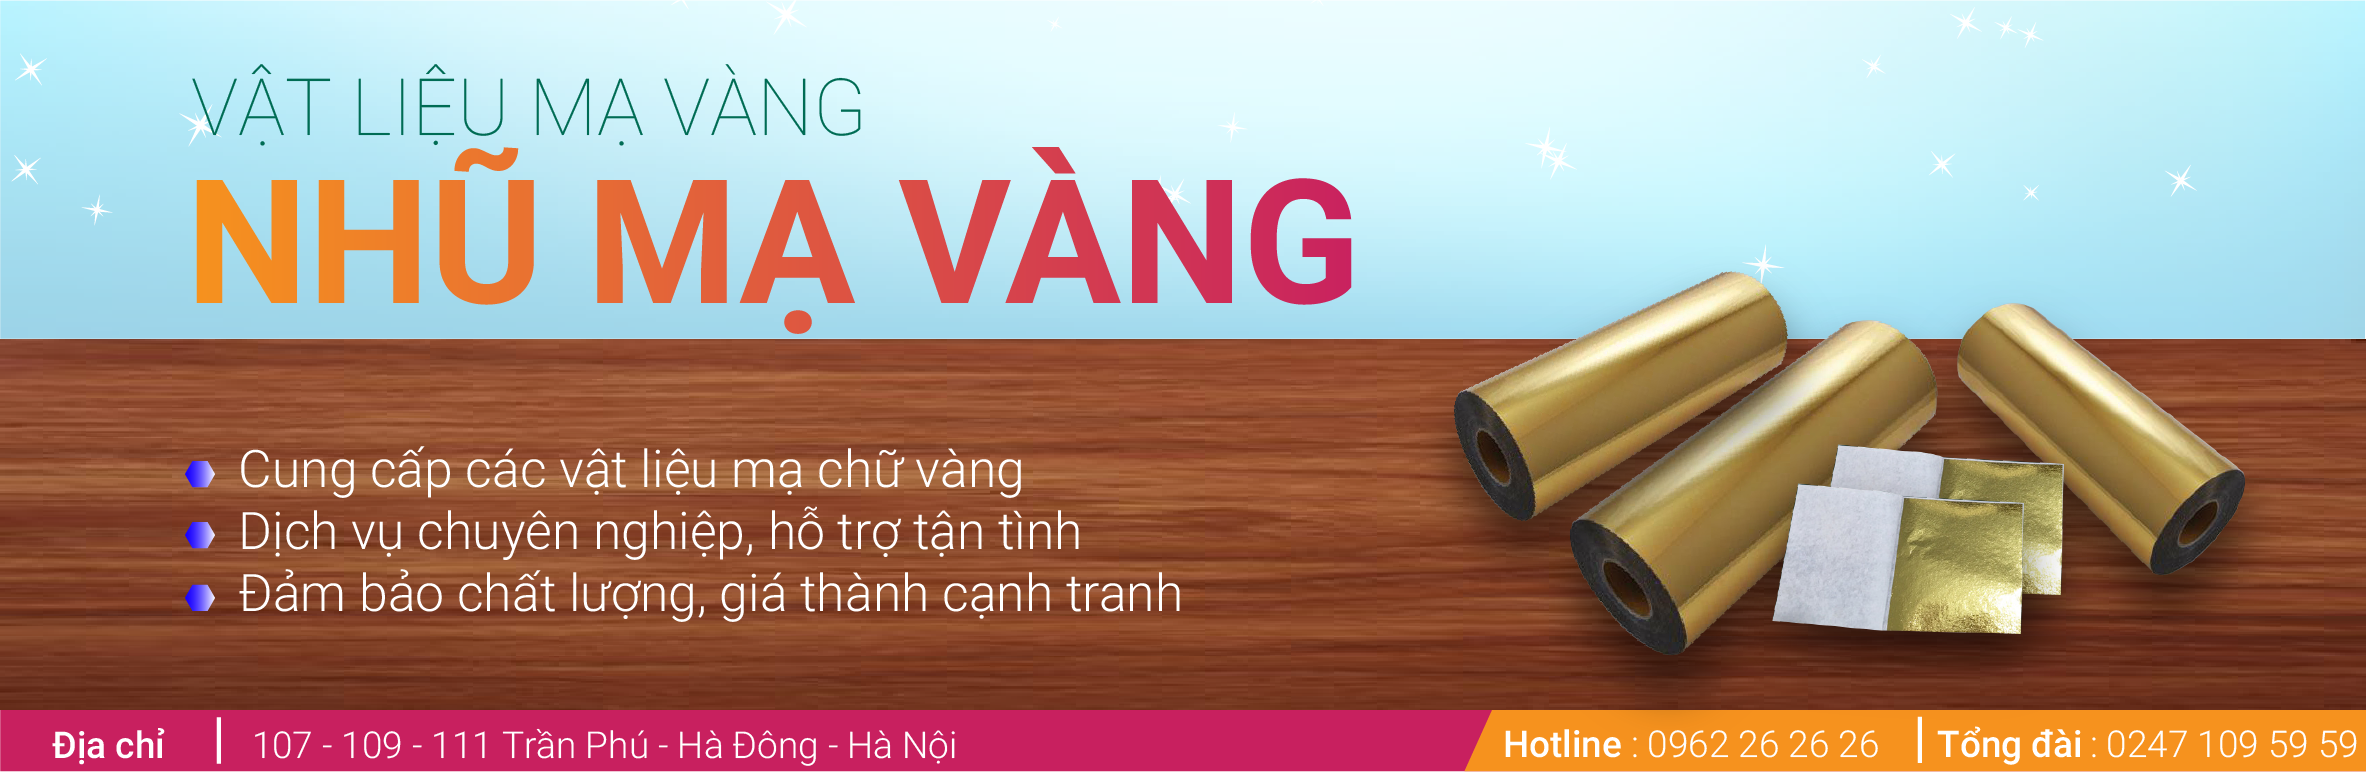 VẬT LIỆU MẠ VÀNG
NHŨ MẠ VÀNG
Cung cấp các vật liệu mạ chữ vàng
Dịch vụ chuyên nghiệp, hỗ trợ tận tình
Đảm bảo chất lượng, giá thành cạnh tranh
Địa chỉ | 107 - 109 - 111 Trần Phú - Hà Đông - Hà Nội
Hotline : 0962 26 26 26 | Tổng đài : 0247 109 59 59